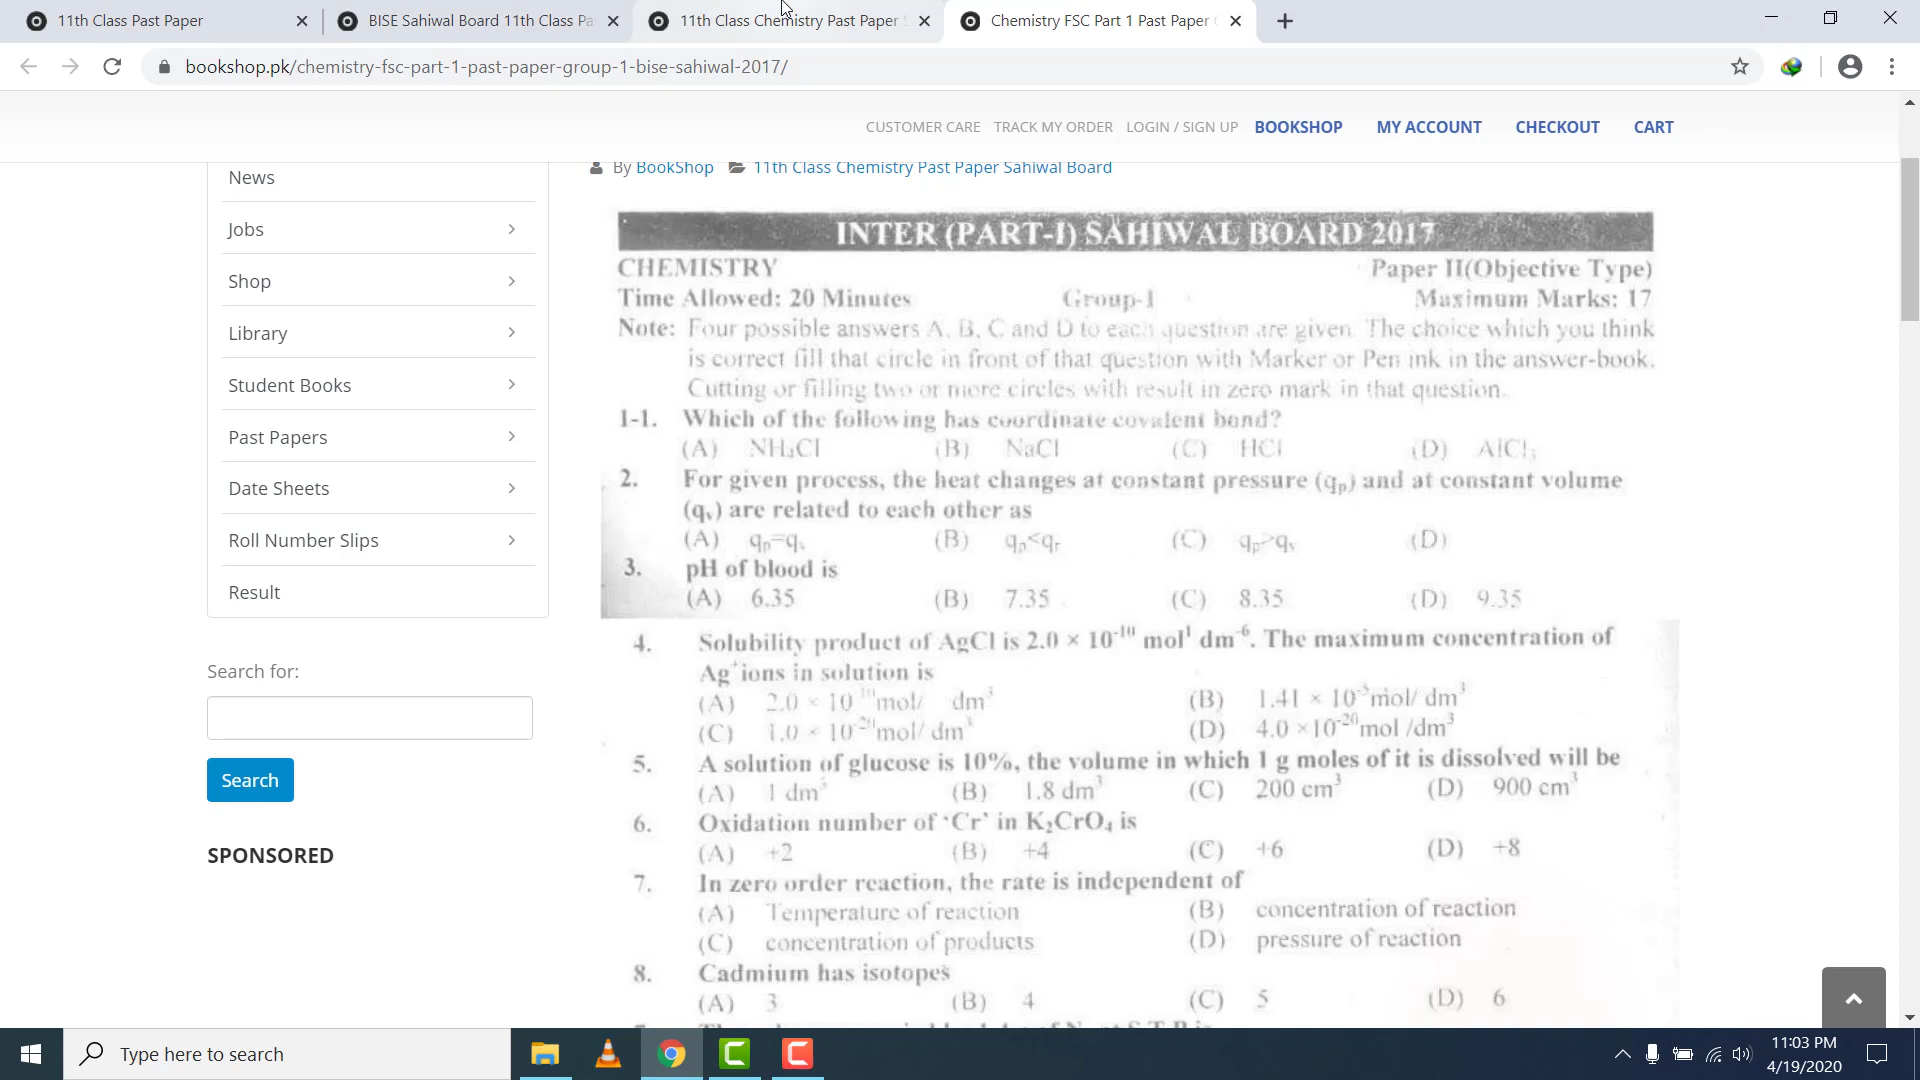 11th Class Past Paper
BISE Sahiwal Board 11th Class Pa
11th Class Chemistry Past Paper S
Chemistry FSC Part 1 Past Paper G
bookshop.pk/chemistry-fsc-part-1-past-paper-group-1-bise-sahiwal-2017/
CUSTOMER CARE TRACK MY ORDER LOGIN / SIGN UP BOOKSHOP MY ACCOUNT CHECKOUT CART
News
Jobs
Shop
Library
Student Books
Past Papers
Date Sheets
Roll Number Slips
Result
Search for:
Search
SPONSORED
By BookShop 11th Class Chemistry Past Paper Sahiwal Board
INTER (PART-I) SAHIWAL BOARD 2017
CHEMISTRY Paper II(Objective Type)
Time Allowed: 20 Minutes Group-I Maximum Marks: 17
Note: Four possible answers A, B, C and D to each question are given. The choice which you think
is correct fill that circle in front of that question with Marker or Pen ink in the answer-book.
Cutting or filling two or more circles with result in zero mark in that question.
1-1. Which of the following has coordinate covalent bond?
(A) NH₄Cl (B) NaCl (C) HCl (D) AlCl₃
2. For given process, the heat changes at constant pressure (qₚ) and at constant volume
(qᵥ) are related to each other as
(A) qₚ=qᵥ (B) qₚ<qᵥ (C) qₚ>qᵥ (D)
3. pH of blood is
(A) 6.35 (B) 7.35 (C) 8.35 (D) 9.35
4. Solubility product of AgCl is 2.0 × 10⁻¹⁰ mol¹ dm⁻⁶. The maximum concentration of
Ag⁺ions in solution is
(A) 2.0 × 10⁻¹⁰mol/ dm³ (B) 1.41 × 10⁻⁵mol/ dm³
(C) 1.0 × 10⁻²⁰mol/ dm³ (D) 4.0 ×10⁻²⁰mol /dm³
5. A solution of glucose is 10%, the volume in which 1 g moles of it is dissolved will be
(A) 1 dm³ (B) 1.8 dm³ (C) 200 cm³ (D) 900 cm³
6. Oxidation number of ‘Cr’ in K₂CrO₄ is
(A) +2 (B) +4 (C) +6 (D) +8
7. In zero order reaction, the rate is independent of
(A) Temperature of reaction (B) concentration of reaction
(C) concentration of products (D) pressure of reaction
8. Cadmium has isotopes
(A) 3 (B) 4 (C) 5 (D) 6
Type here to search
11:03 PM
4/19/2020